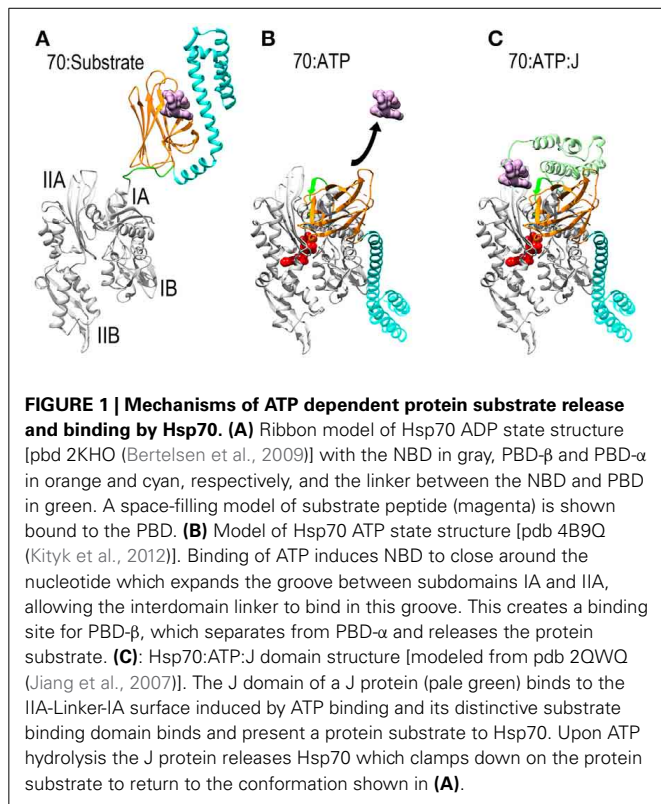 A
70:Substrate
B
70:ATP
C
70:ATP:J
IIA
IA
IB
IIB
FIGURE 1 | Mechanisms of ATP dependent protein substrate release
and binding by Hsp70. (A) Ribbon model of Hsp70 ADP state structure
[pbd 2KHO (Bertelsen et al., 2009)] with the NBD in gray, PBD-β and PBD-α
in orange and cyan, respectively, and the linker between the NBD and PBD
in green. A space-filling model of substrate peptide (magenta) is shown
bound to the PBD. (B) Model of Hsp70 ATP state structure [pdb 4B9Q
(Kityk et al., 2012)]. Binding of ATP induces NBD to close around the
nucleotide which expands the groove between subdomains IA and IIA,
allowing the interdomain linker to bind in this groove. This creates a binding
site for PBD-β, which separates from PBD-α and releases the protein
substrate. (C): Hsp70:ATP:J domain structure [modeled from pdb 2QWQ
(Jiang et al., 2007)]. The J domain of a J protein (pale green) binds to the
IIA-Linker-IA surface induced by ATP binding and its distinctive substrate
binding domain binds and present a protein substrate to Hsp70. Upon ATP
hydrolysis the J protein releases Hsp70 which clamps down on the protein
substrate to return to the conformation shown in (A).